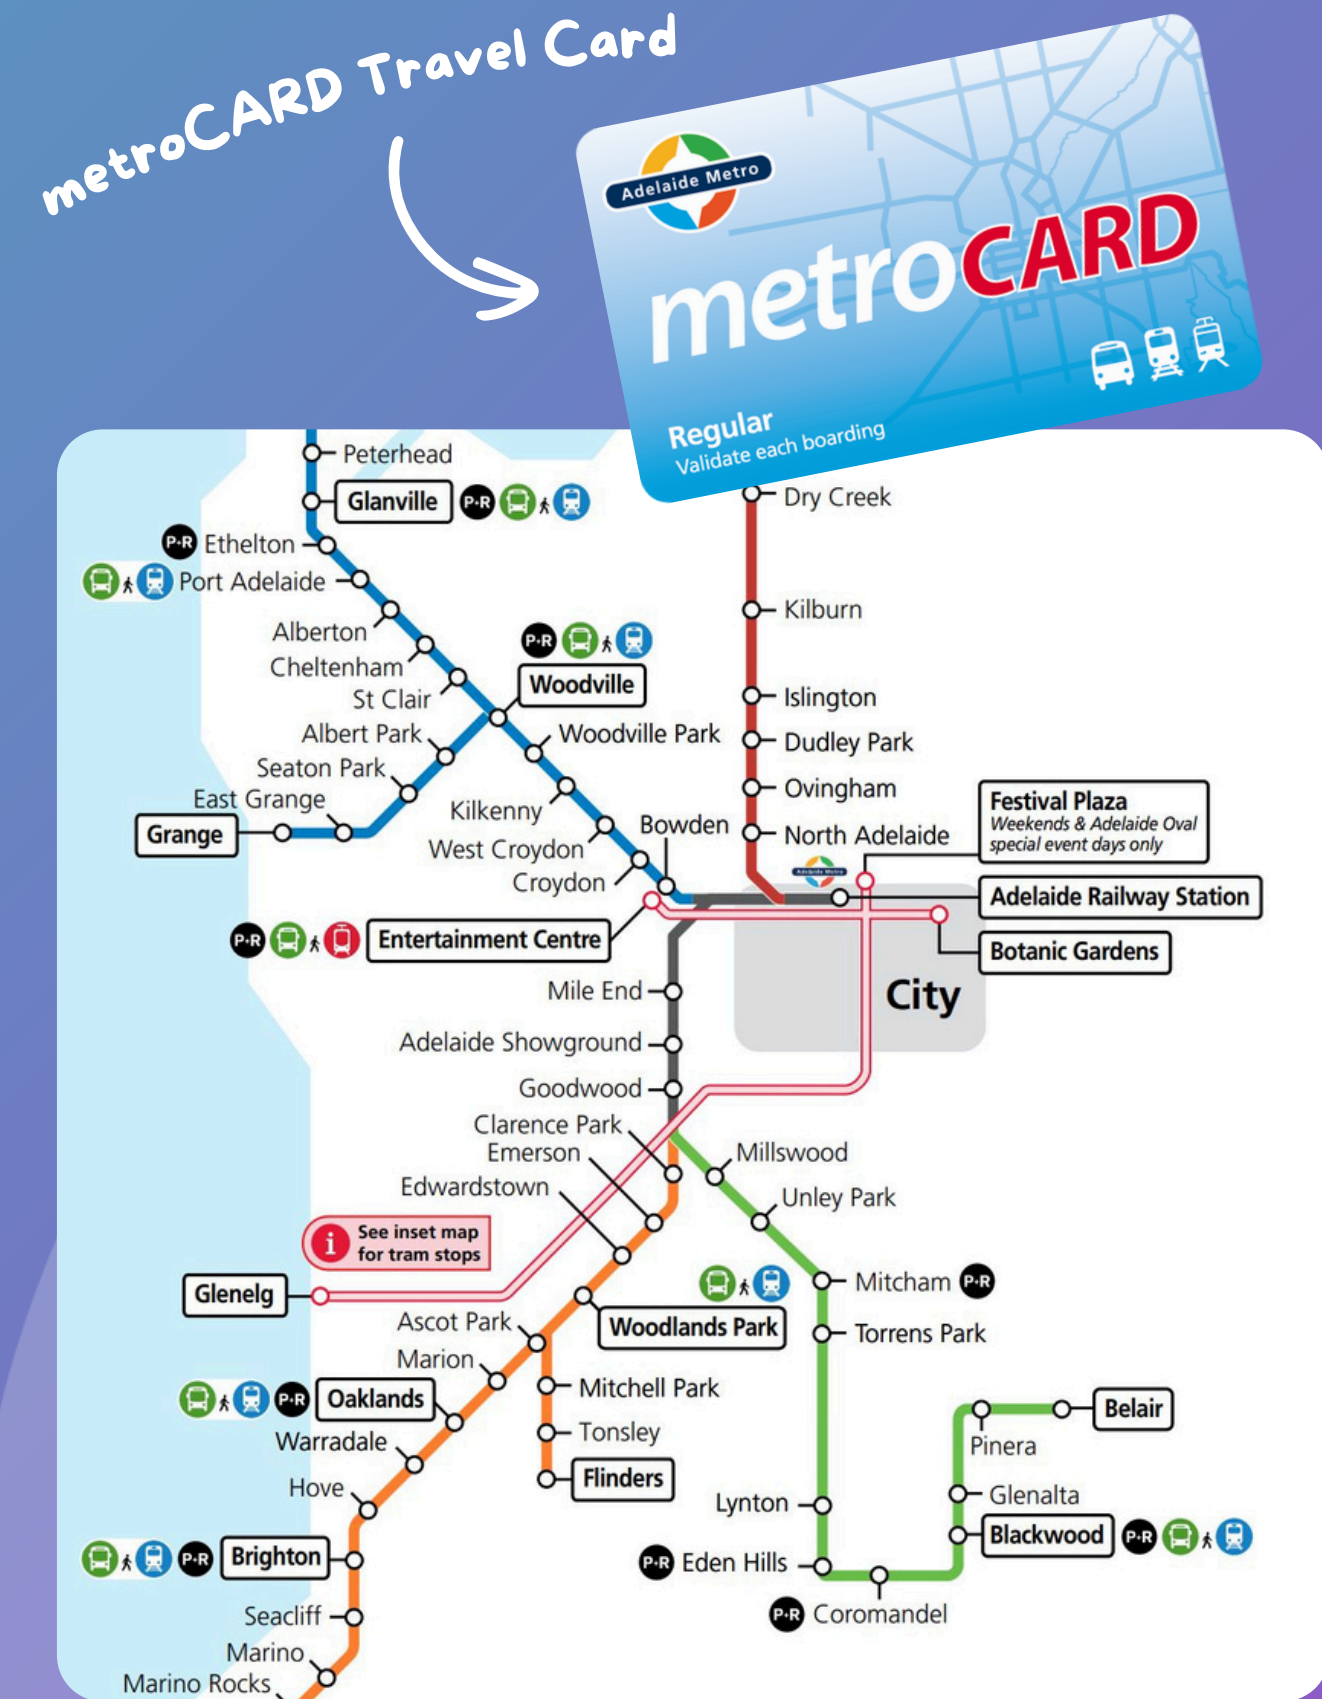 metroCARD Travel Card
Adelaide Metro
metroCARD
Regular
Validate each boarding
Peterhead
Glanville P+R
P+R Ethelton
Port Adelaide
Alberton
Cheltenham
St Clair
P+R
Woodville
Albert Park
Seaton Park
East Grange
Grange
Woodville Park
Kilkenny
West Croydon
Croydon
Bowden
Dry Creek
Kilburn
Islington
Dudley Park
Ovingham
North Adelaide
Adelaide Metro
Festival Plaza
Weekends & Adelaide Oval
special event days only
Adelaide Railway Station
Botanic Gardens
City
P+R Entertainment Centre
Mile End
Adelaide Showground
Goodwood
Clarence Park
Emerson
Edwardstown
i See inset map
for tram stops
Glenelg
Millswood
Unley Park
Mitcham P+R
Torrens Park
Woodlands Park
Ascot Park
Marion
P+R Oaklands
Warradale
Hove
Mitchell Park
Tonsley
Flinders
P+R Brighton
Seacliff
Marino
Marino Rocks
Lynton
P+R Eden Hills
P+R Coromandel
Belair
Pinera
Glenalta
Blackwood P+R